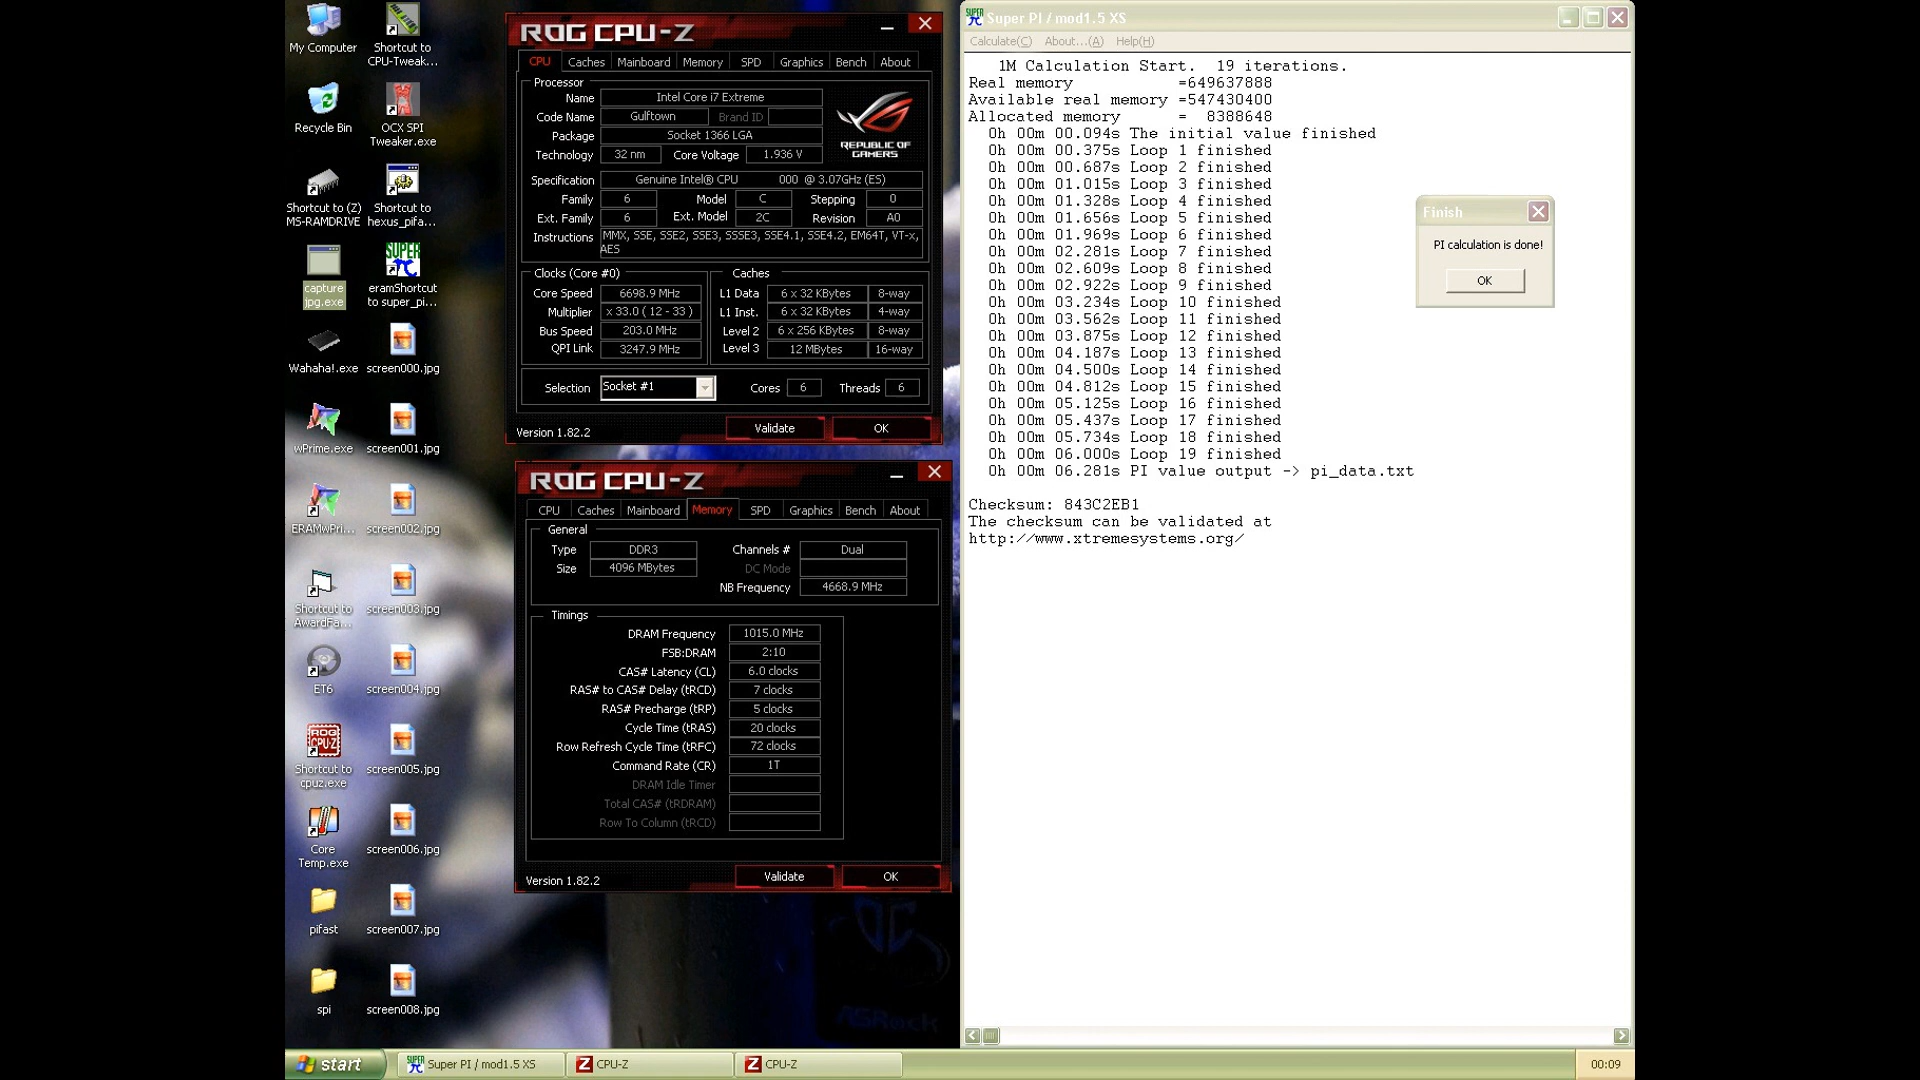 My Computer
Shortcut to
CPU-Tweak...
Recycle Bin
OCX SPI
Tweaker.exe
Shortcut to (Z)
MS-RAMDRIVE
Shortcut to
hexus_pifa...
capture
jpg.exe
SUPER
eramShortcut
to super_pi...
Wahaha!.exe
screen000.jpg
wPrime.exe
screen001.jpg
ERAMwPri...
screen002.jpg
Shortcut to
AwardFa...
screen003.jpg
ET6
screen004.jpg
ROG
CPU-Z
Shortcut to
cpuz.exe
screen005.jpg
Core
Temp.exe
screen006.jpg
pifast
screen007.jpg
spi
screen008.jpg
ROG CPU-Z
CPU Caches Mainboard Memory SPD Graphics Bench About
Processor
Name Intel Core i7 Extreme
Code Name Gulftown Brand ID
Package Socket 1366 LGA
Technology 32 nm Core Voltage 1.936 V
REPUBLIC OF
GAMERS
Specification Genuine Intel® CPU 000 @ 3.07GHz (ES)
Family 6 Model C Stepping 0
Ext. Family 6 Ext. Model 2C Revision A0
Instructions MMX, SSE, SSE2, SSE3, SSSE3, SSE4.1, SSE4.2, EM64T, VT-x,
AES
Clocks (Core #0)
Core Speed 6698.9 MHz
Multiplier x 33.0 ( 12 - 33 )
Bus Speed 203.0 MHz
QPI Link 3247.9 MHz
Caches
L1 Data 6 x 32 KBytes 8-way
L1 Inst. 6 x 32 KBytes 4-way
Level 2 6 x 256 KBytes 8-way
Level 3 12 MBytes 16-way
Selection Socket #1 Cores 6 Threads 6
Version 1.82.2 Validate OK
ROG CPU-Z
CPU Caches Mainboard Memory SPD Graphics Bench About
General
Type DDR3 Channels # Dual
Size 4096 MBytes DC Mode
NB Frequency 4668.9 MHz
Timings
DRAM Frequency 1015.0 MHz
FSB:DRAM 2:10
CAS# Latency (CL) 6.0 clocks
RAS# to CAS# Delay (tRCD) 7 clocks
RAS# Precharge (tRP) 5 clocks
Cycle Time (tRAS) 20 clocks
Row Refresh Cycle Time (tRFC) 72 clocks
Command Rate (CR) 1T
DRAM Idle Timer
Total CAS# (tRDRAM)
Row To Column (tRCD)
Version 1.82.2 Validate OK
ASRock
Super PI / mod1.5 XS
Calculate(C) About...(A) Help(H)
1M Calculation Start. 19 iterations.
Real memory =649637888
Available real memory =547430400
Allocated memory = 8388648
0h 00m 00.094s The initial value finished
0h 00m 00.375s Loop 1 finished
0h 00m 00.687s Loop 2 finished
0h 00m 01.015s Loop 3 finished
0h 00m 01.328s Loop 4 finished
0h 00m 01.656s Loop 5 finished
0h 00m 01.969s Loop 6 finished
0h 00m 02.281s Loop 7 finished
0h 00m 02.609s Loop 8 finished
0h 00m 02.922s Loop 9 finished
0h 00m 03.234s Loop 10 finished
0h 00m 03.562s Loop 11 finished
0h 00m 03.875s Loop 12 finished
0h 00m 04.187s Loop 13 finished
0h 00m 04.500s Loop 14 finished
0h 00m 04.812s Loop 15 finished
0h 00m 05.125s Loop 16 finished
0h 00m 05.437s Loop 17 finished
0h 00m 05.734s Loop 18 finished
0h 00m 06.000s Loop 19 finished
0h 00m 06.281s PI value output -> pi_data.txt
Checksum: 843C2EB1
The checksum can be validated at
http://www.xtremesystems.org/
Finish
PI calculation is done!
OK
start
Super PI / mod1.5 XS
CPU-Z
CPU-Z
00:09